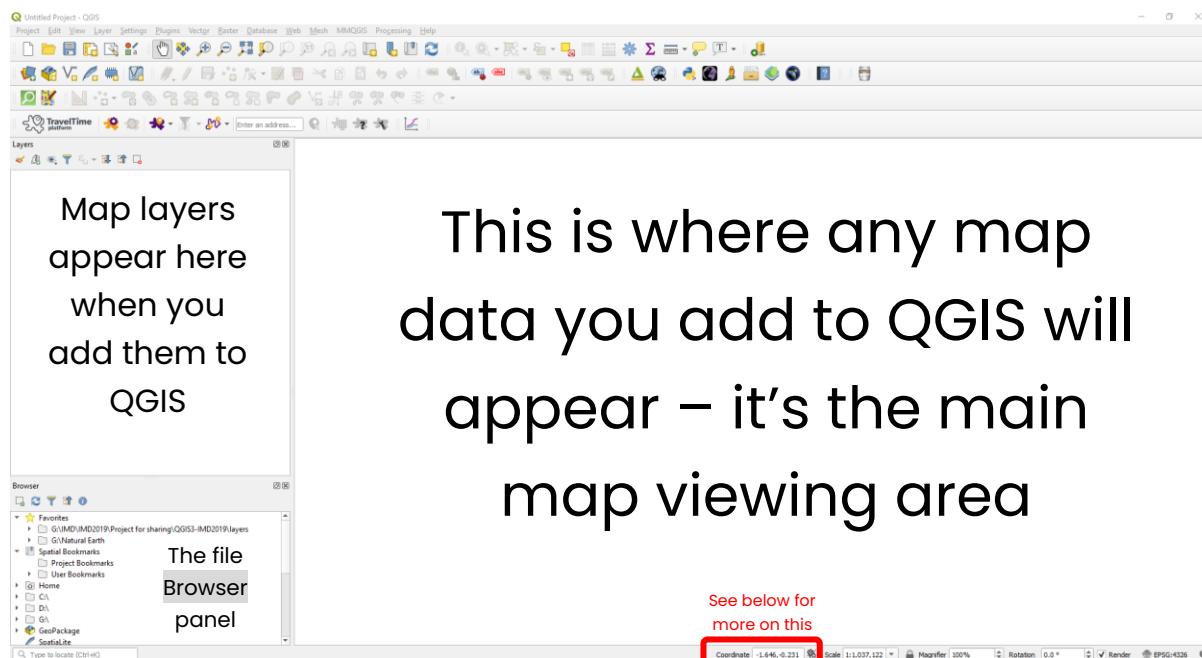 Untitled Project - QGIS
Project Edit View Layer Settings Plugins Vector Raster Database Web Mesh MMQGIS Processing Help
TravelTime platform
Enter an address...
Layers
Map layers
appear here
when you
add them to
QGIS
This is where any map
data you add to QGIS will
appear – it's the main
map viewing area
Browser
Favorites
G:\IMD\IMD2019\Project for sharing\QGIS3-IMD2019\layers
G:\Natural Earth
Spatial Bookmarks
Project Bookmarks
User Bookmarks
Home
C:\
D:\
G:\
GeoPackage
SpatiaLite
The file
Browser
panel
See below for
more on this
Type to locate (Ctrl+K)
Coordinate -1.646,-0.231 Scale 1:1,037,122 Magnifier 100% Rotation 0.0 ° Render EPSG:4326